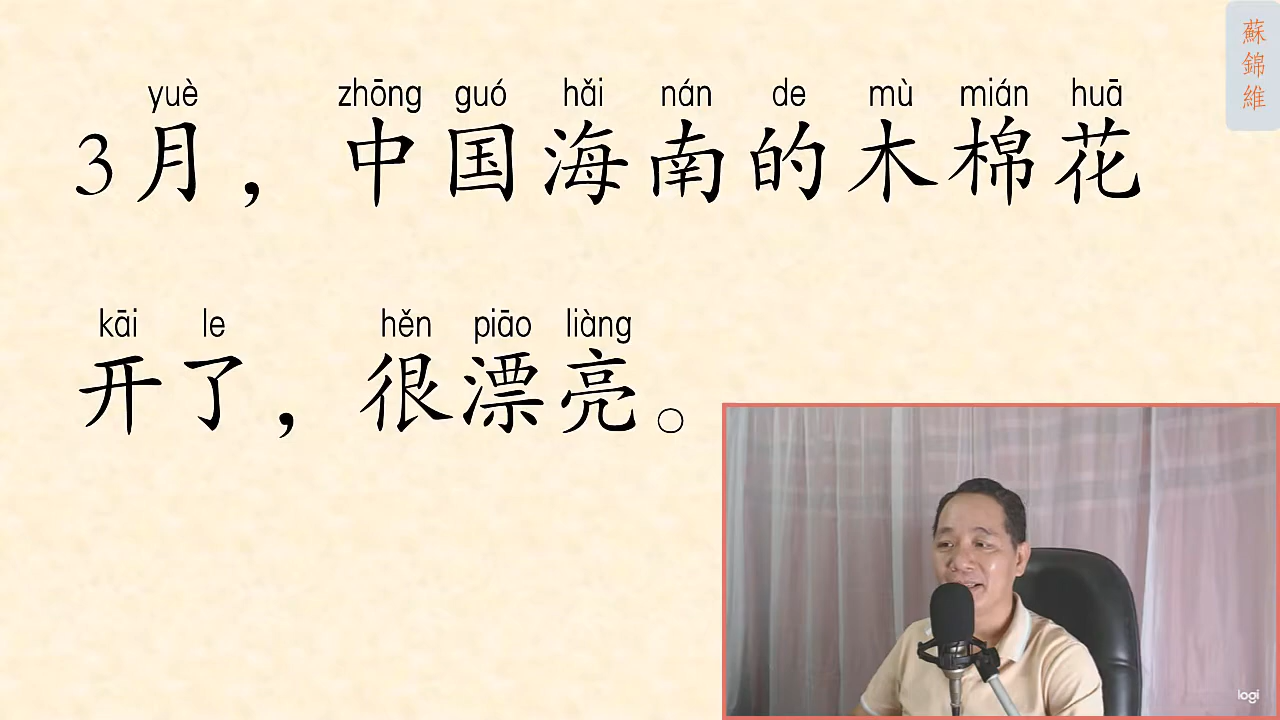 yuè zhōng guó hǎi nán de mù mián huā
3月，中国海南的木棉花
kāi le hěn piāo liàng
开了，很漂亮。
蘇錦維
logi